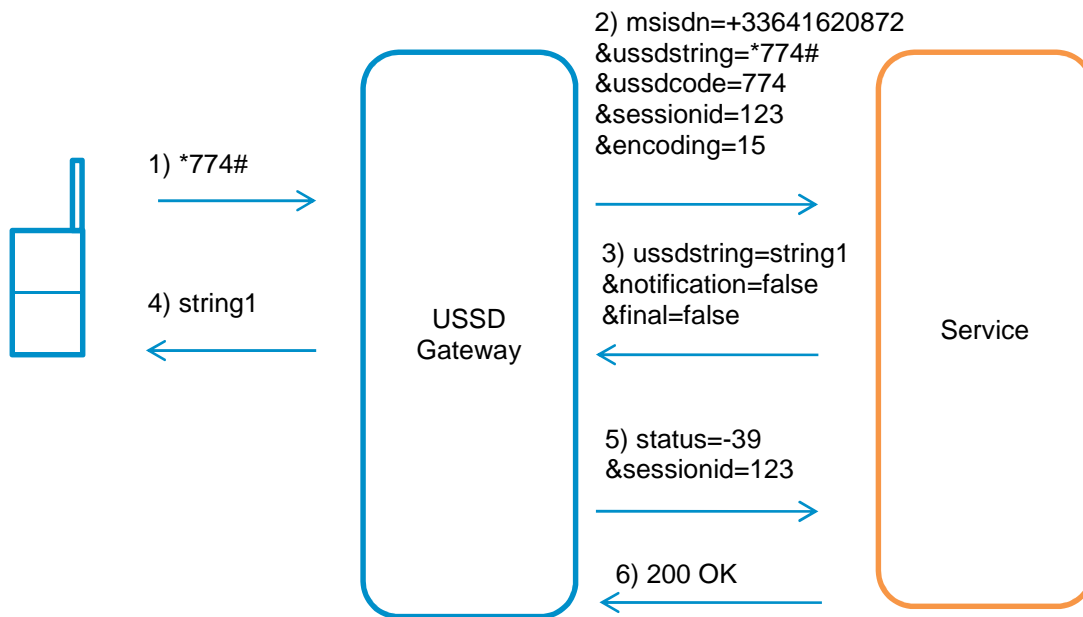 1) *774#
2) msisdn=+33641620872
&ussdstring=*774#
&ussdcode=774
&sessionid=123
&encoding=15
3) ussdstring=string1
&notification=false
&final=false
4) string1
USSD
Gateway
Service
5) status=-39
&sessionid=123
6) 200 OK